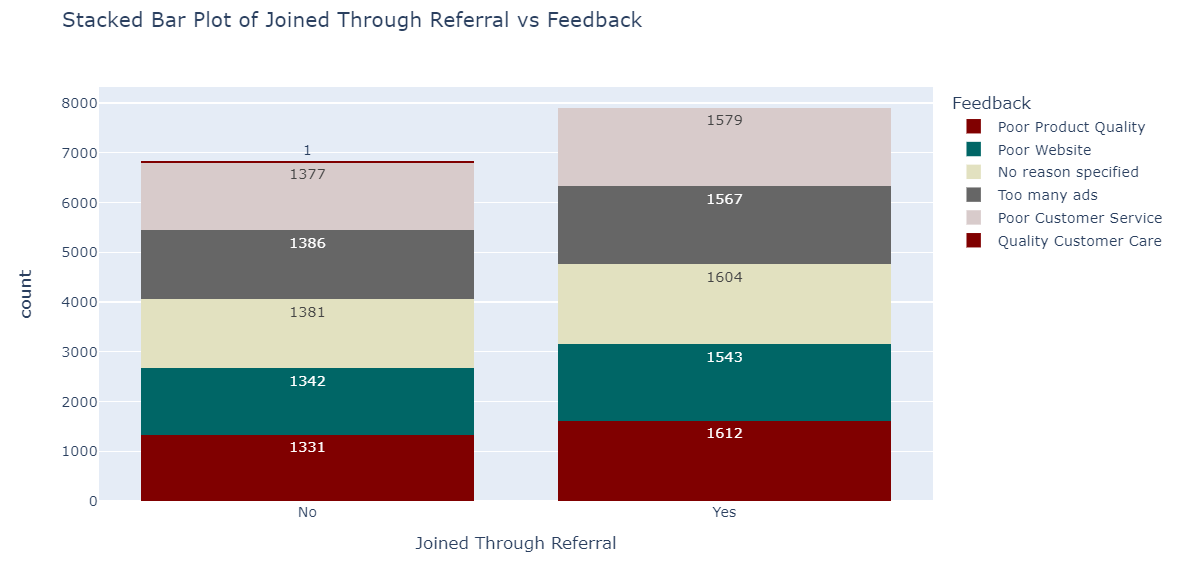 Stacked Bar Plot of Joined Through Referral vs Feedback
8000
7000
6000
5000
4000
3000
2000
1000
0
count
1
1377
1386
1381
1342
1331
1579
1567
1604
1543
1612
No
Yes
Joined Through Referral
Feedback
Poor Product Quality
Poor Website
No reason specified
Too many ads
Poor Customer Service
Quality Customer Care